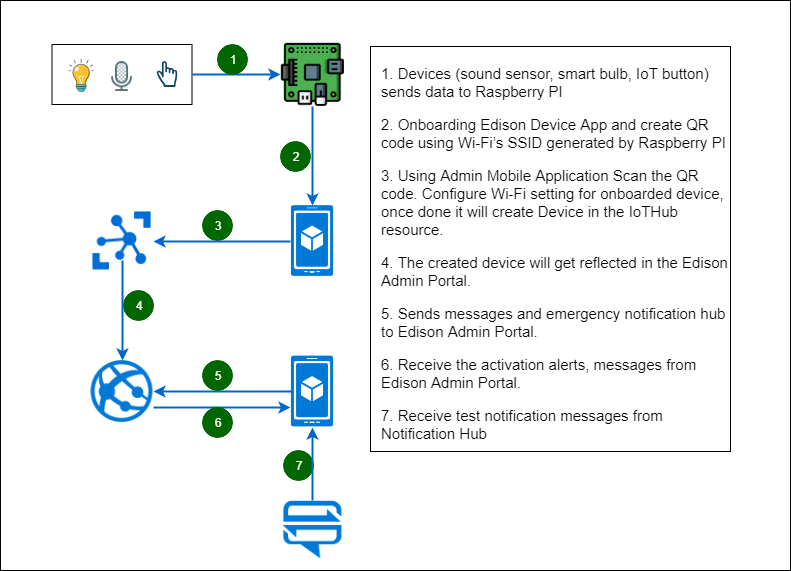 1
1. Devices (sound sensor, smart bulb, IoT button)
sends data to Raspberry PI
2
2. Onboarding Edison Device App and create QR
code using Wi-Fi's SSID generated by Raspberry PI
3. Using Admin Mobile Application Scan the QR
code. Configure Wi-Fi setting for onboarded device,
once done it will create Device in the IoTHub
resource.
3
4. The created device will get reflected in the Edison
Admin Portal.
4
5. Sends messages and emergency notification hub
to Edison Admin Portal.
5
6. Receive the activation alerts, messages from
Edison Admin Portal.
6
7. Receive test notification messages from
Notification Hub
7